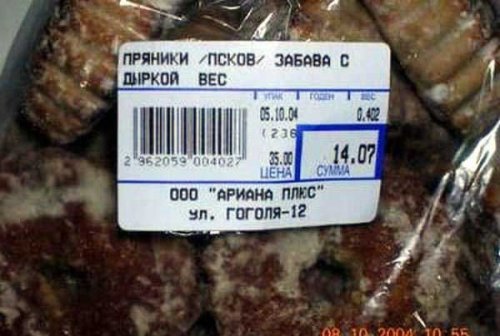 ПРЯНИКИ /ПСКОВ/ ЗАБАВА С
ДЫРКОЙ ВЕС
УПАК ГОДЕН ВЕС
05.10.04 0.402
(236
2 962059 004027
35.00 14.07
ЦЕНА СУММА
ООО "АРИАНА ПЛЮС"
УЛ. ГОГОЛЯ-12
08 10 2004 10 55